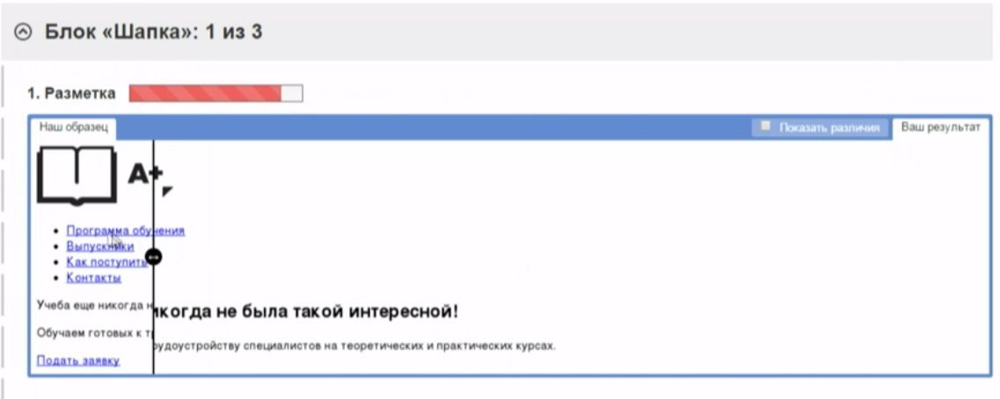 Блок «Шапка»: 1 из 3
1. Разметка
Наш образец
Показать различия
Ваш результат
A+
Программа обучения
Выпускники
Как поступить
Контакты
Учеба еще никогда н
икогда не была такой интересной!
Обучаем готовых к т
рудоустройству специалистов на теоретических и практических курсах.
Подать заявку